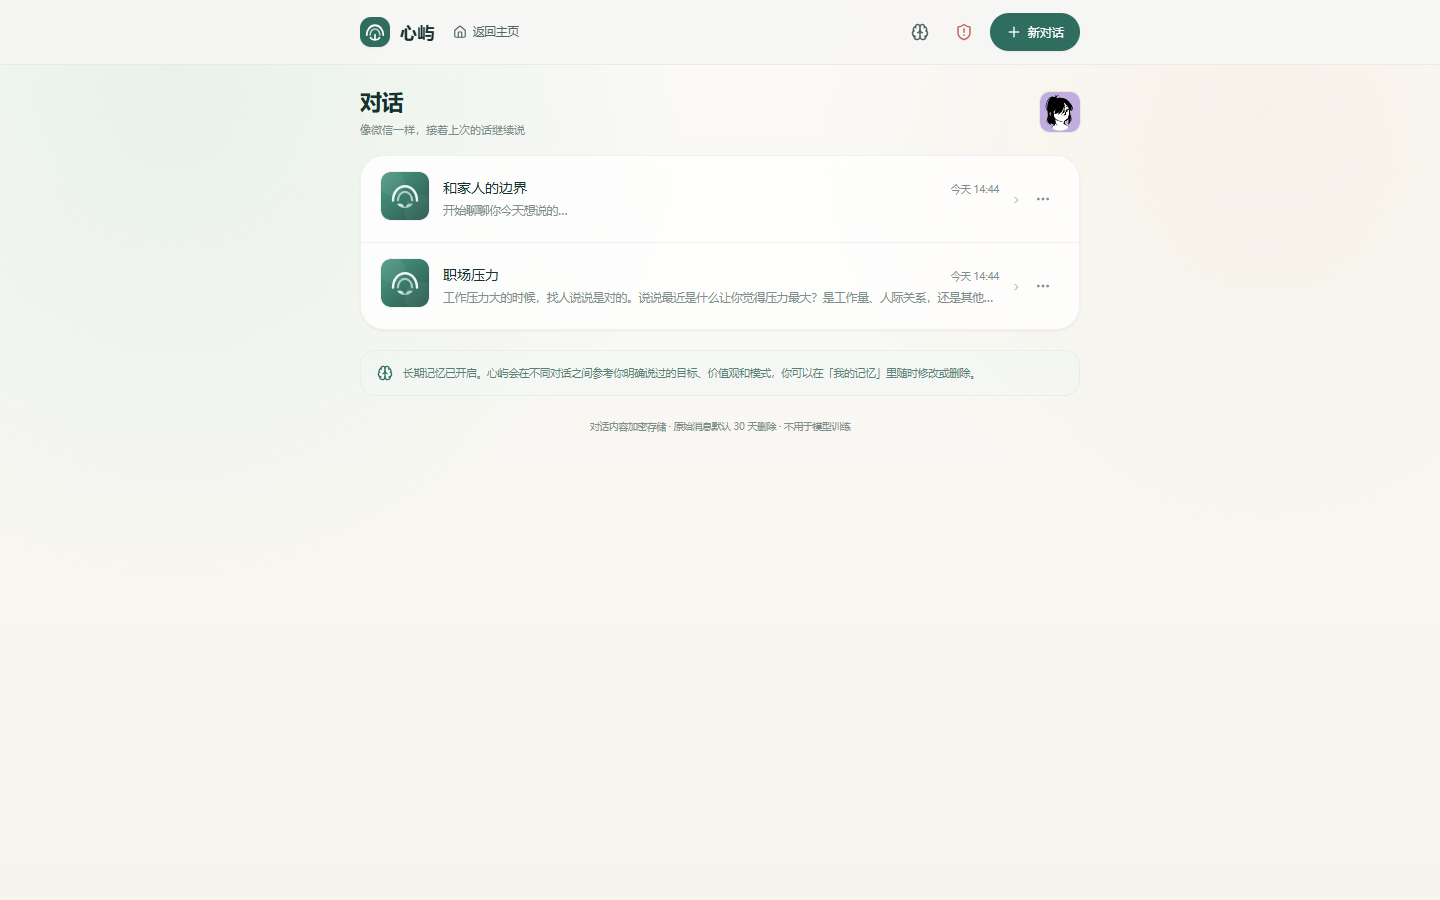 心屿
返回主页
新对话
对话
像微信一样，接着上次的话继续说
和家人的边界
今天 14:44
开始聊聊你今天想说的...
职场压力
今天 14:44
工作压力大的时候，找人说说是对的。说说最近是什么让你觉得压力最大？是工作量、人际关系，还是其他...
长期记忆已开启。心屿会在不同对话之间参考你明确说过的目标、价值观和模式，你可以在「我的记忆」里随时修改或删除。
对话内容加密存储 · 原始消息默认 30 天删除 · 不用于模型训练